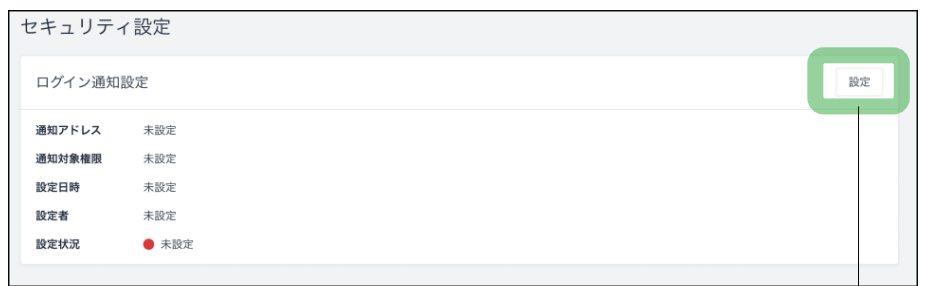 セキュリティ設定
ログイン通知設定 設定
通知アドレス 未設定
通知対象権限 未設定
設定日時 未設定
設定者 未設定
設定状況 未設定